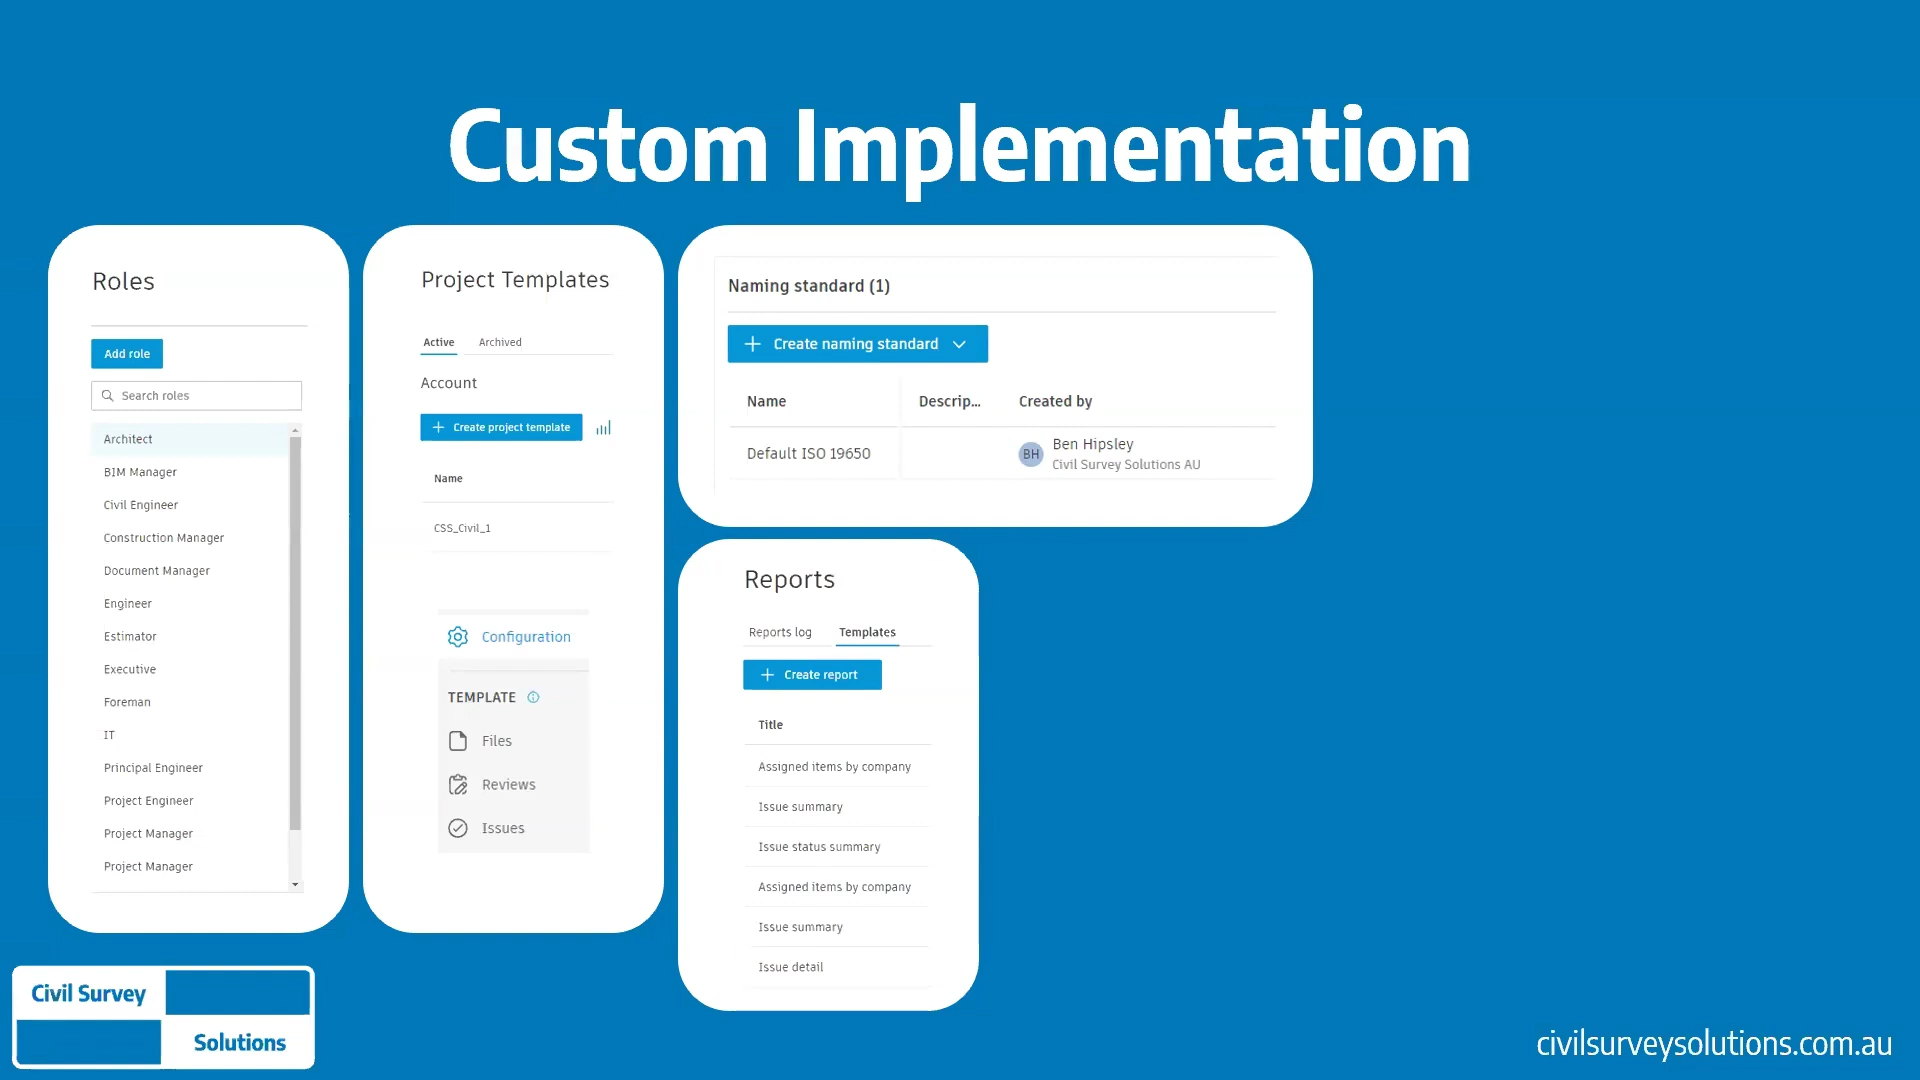 Custom Implementation
Roles
Add role
Search roles
Architect
BIM Manager
Civil Engineer
Construction Manager
Document Manager
Engineer
Estimator
Executive
Foreman
IT
Principal Engineer
Project Engineer
Project Manager
Project Manager
Project Templates
Active Archived
Account
+ Create project template
Name
CSS_Civil_1
Configuration
TEMPLATE
Files
Reviews
Issues
Naming standard (1)
+ Create naming standard
Name Descrip... Created by
Default ISO 19650 BH Ben Hipsley
Civil Survey Solutions AU
Reports
Reports log Templates
+ Create report
Title
Assigned items by company
Issue summary
Issue status summary
Assigned items by company
Issue summary
Issue detail
Civil Survey
Solutions
civilsurveysolutions.com.au